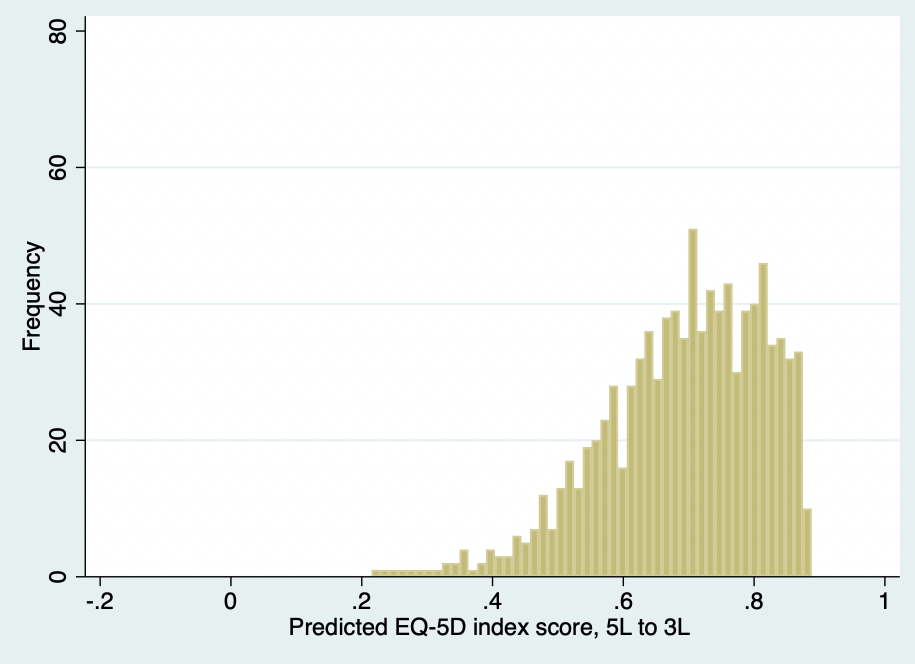 80
60
40
20
0
Frequency
-.2 0 .2 .4 .6 .8 1
Predicted EQ-5D index score, 5L to 3L